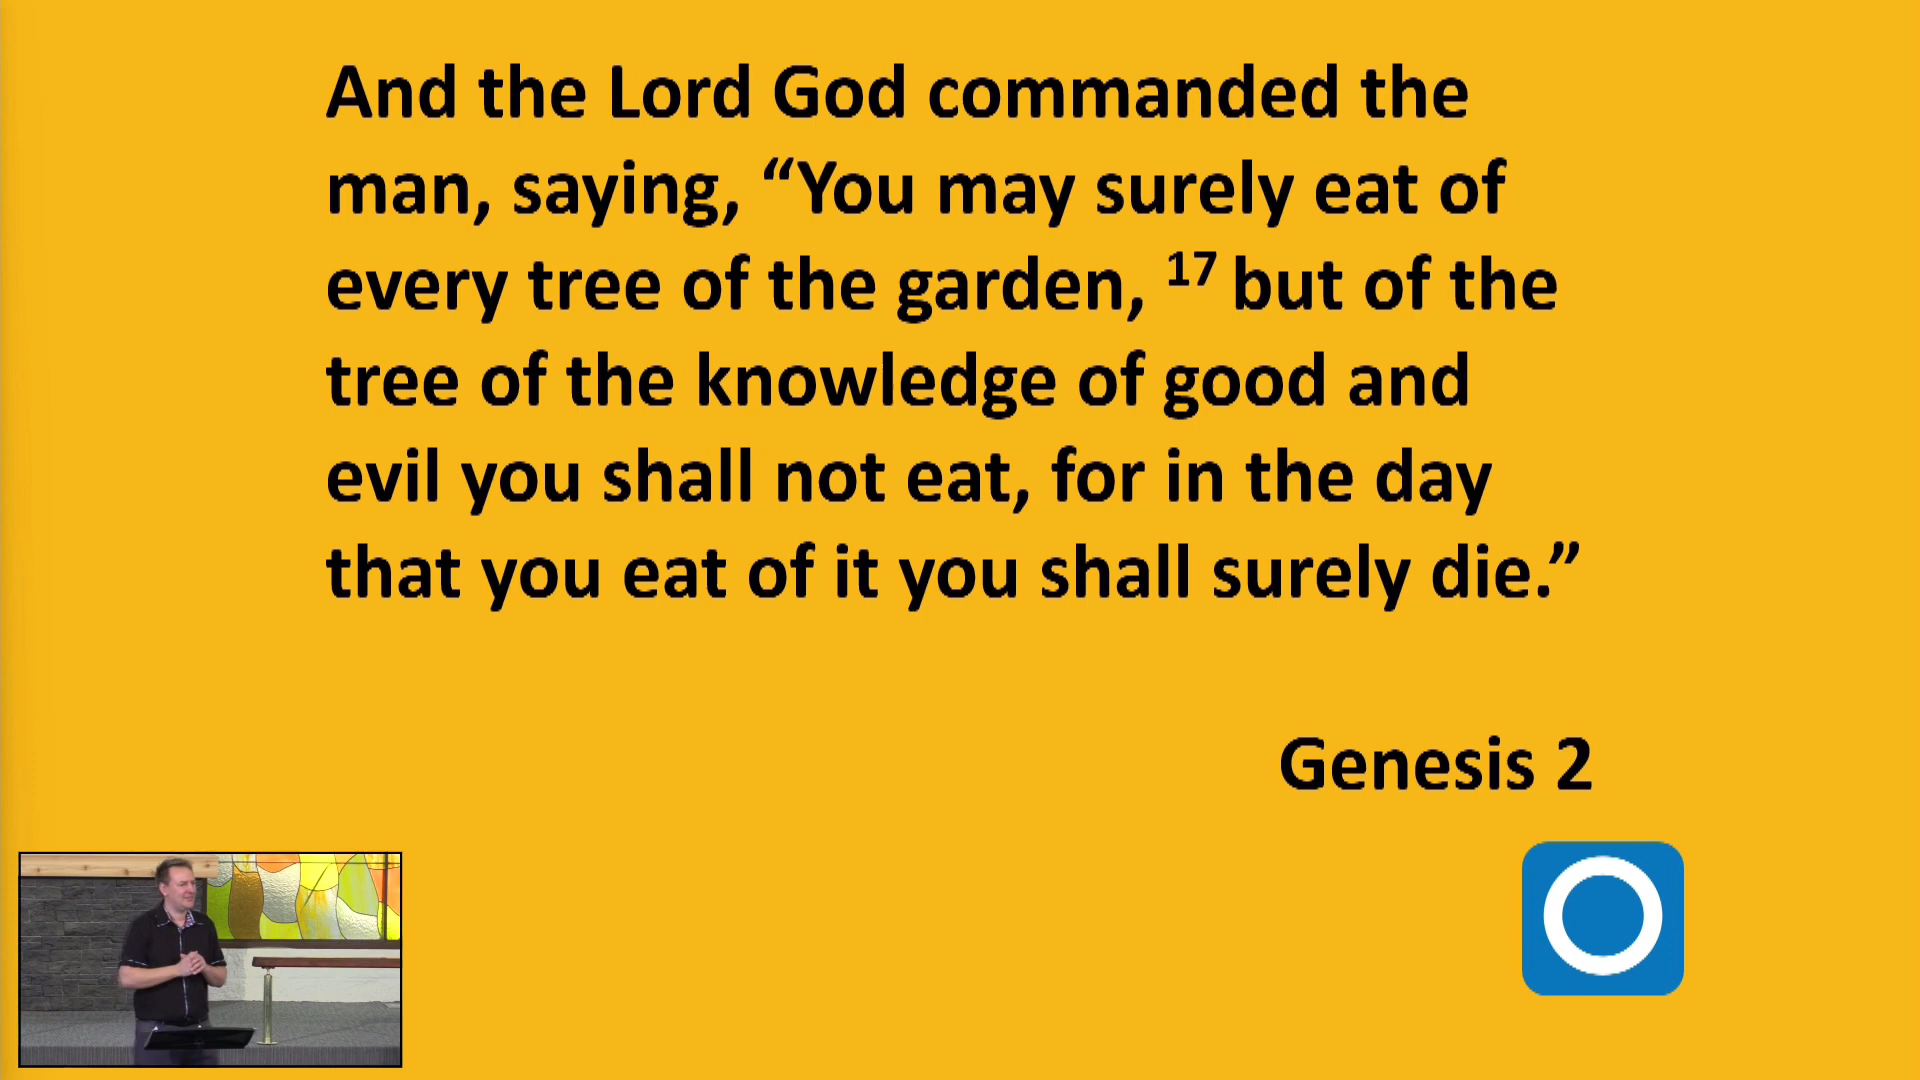 And the Lord God commanded the
man, saying, “You may surely eat of
every tree of the garden, ¹⁷ but of the
tree of the knowledge of good and
evil you shall not eat, for in the day
that you eat of it you shall surely die.”
Genesis 2